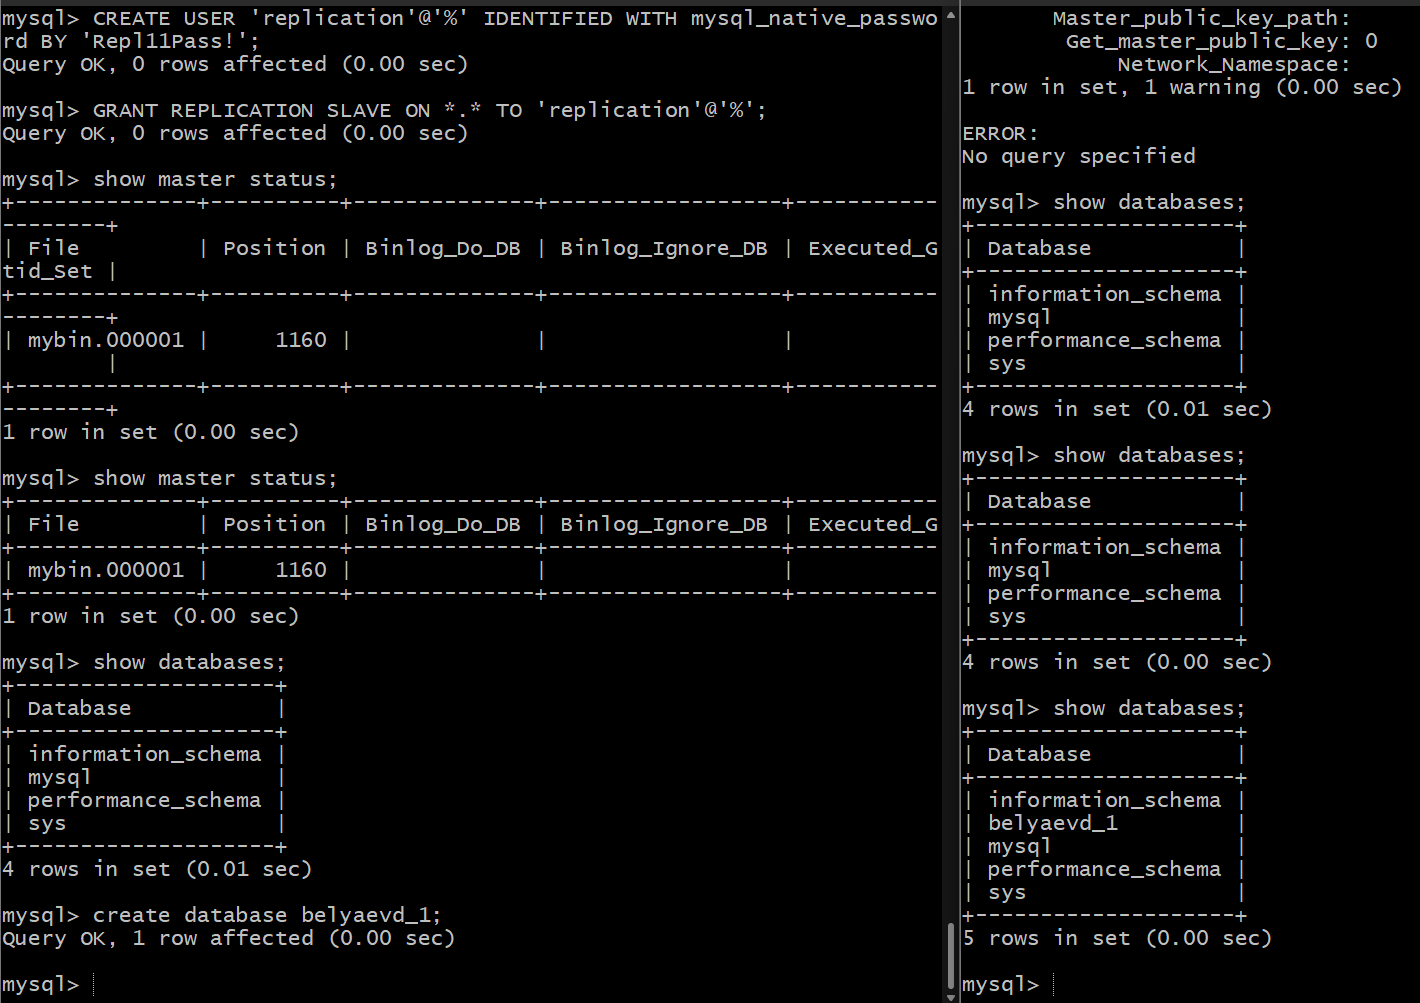 mysql> CREATE USER 'replication'@'%' IDENTIFIED WITH mysql_native_passwo
rd BY 'Repl11Pass!';
Query OK, 0 rows affected (0.00 sec)

mysql> GRANT REPLICATION SLAVE ON *.* TO 'replication'@'%';
Query OK, 0 rows affected (0.00 sec)

mysql> show master status;
+--------------+----------+--------------+------------------+-----------
--------+
| File         | Position | Binlog_Do_DB | Binlog_Ignore_DB | Executed_G
tid_Set |
+--------------+----------+--------------+------------------+-----------
--------+
| mybin.000001 |     1160 |              |                  |
        |
+--------------+----------+--------------+------------------+-----------
--------+
1 row in set (0.00 sec)

mysql> show master status;
+--------------+----------+--------------+------------------+-----------
| File         | Position | Binlog_Do_DB | Binlog_Ignore_DB | Executed_G
+--------------+----------+--------------+------------------+-----------
| mybin.000001 |     1160 |              |                  |
+--------------+----------+--------------+------------------+-----------
1 row in set (0.00 sec)

mysql> show databases;
+--------------------+
| Database           |
+--------------------+
| information_schema |
| mysql              |
| performance_schema |
| sys                |
+--------------------+
4 rows in set (0.01 sec)

mysql> create database belyaevd_1;
Query OK, 1 row affected (0.00 sec)

mysql>
       Master_public_key_path:
        Get_master_public_key: 0
            Network_Namespace:
1 row in set, 1 warning (0.00 sec)

ERROR:
No query specified

mysql> show databases;
+--------------------+
| Database           |
+--------------------+
| information_schema |
| mysql              |
| performance_schema |
| sys                |
+--------------------+
4 rows in set (0.01 sec)

mysql> show databases;
+--------------------+
| Database           |
+--------------------+
| information_schema |
| mysql              |
| performance_schema |
| sys                |
+--------------------+
4 rows in set (0.00 sec)

mysql> show databases;
+--------------------+
| Database           |
+--------------------+
| information_schema |
| belyaevd_1         |
| mysql              |
| performance_schema |
| sys                |
+--------------------+
5 rows in set (0.00 sec)

mysql>